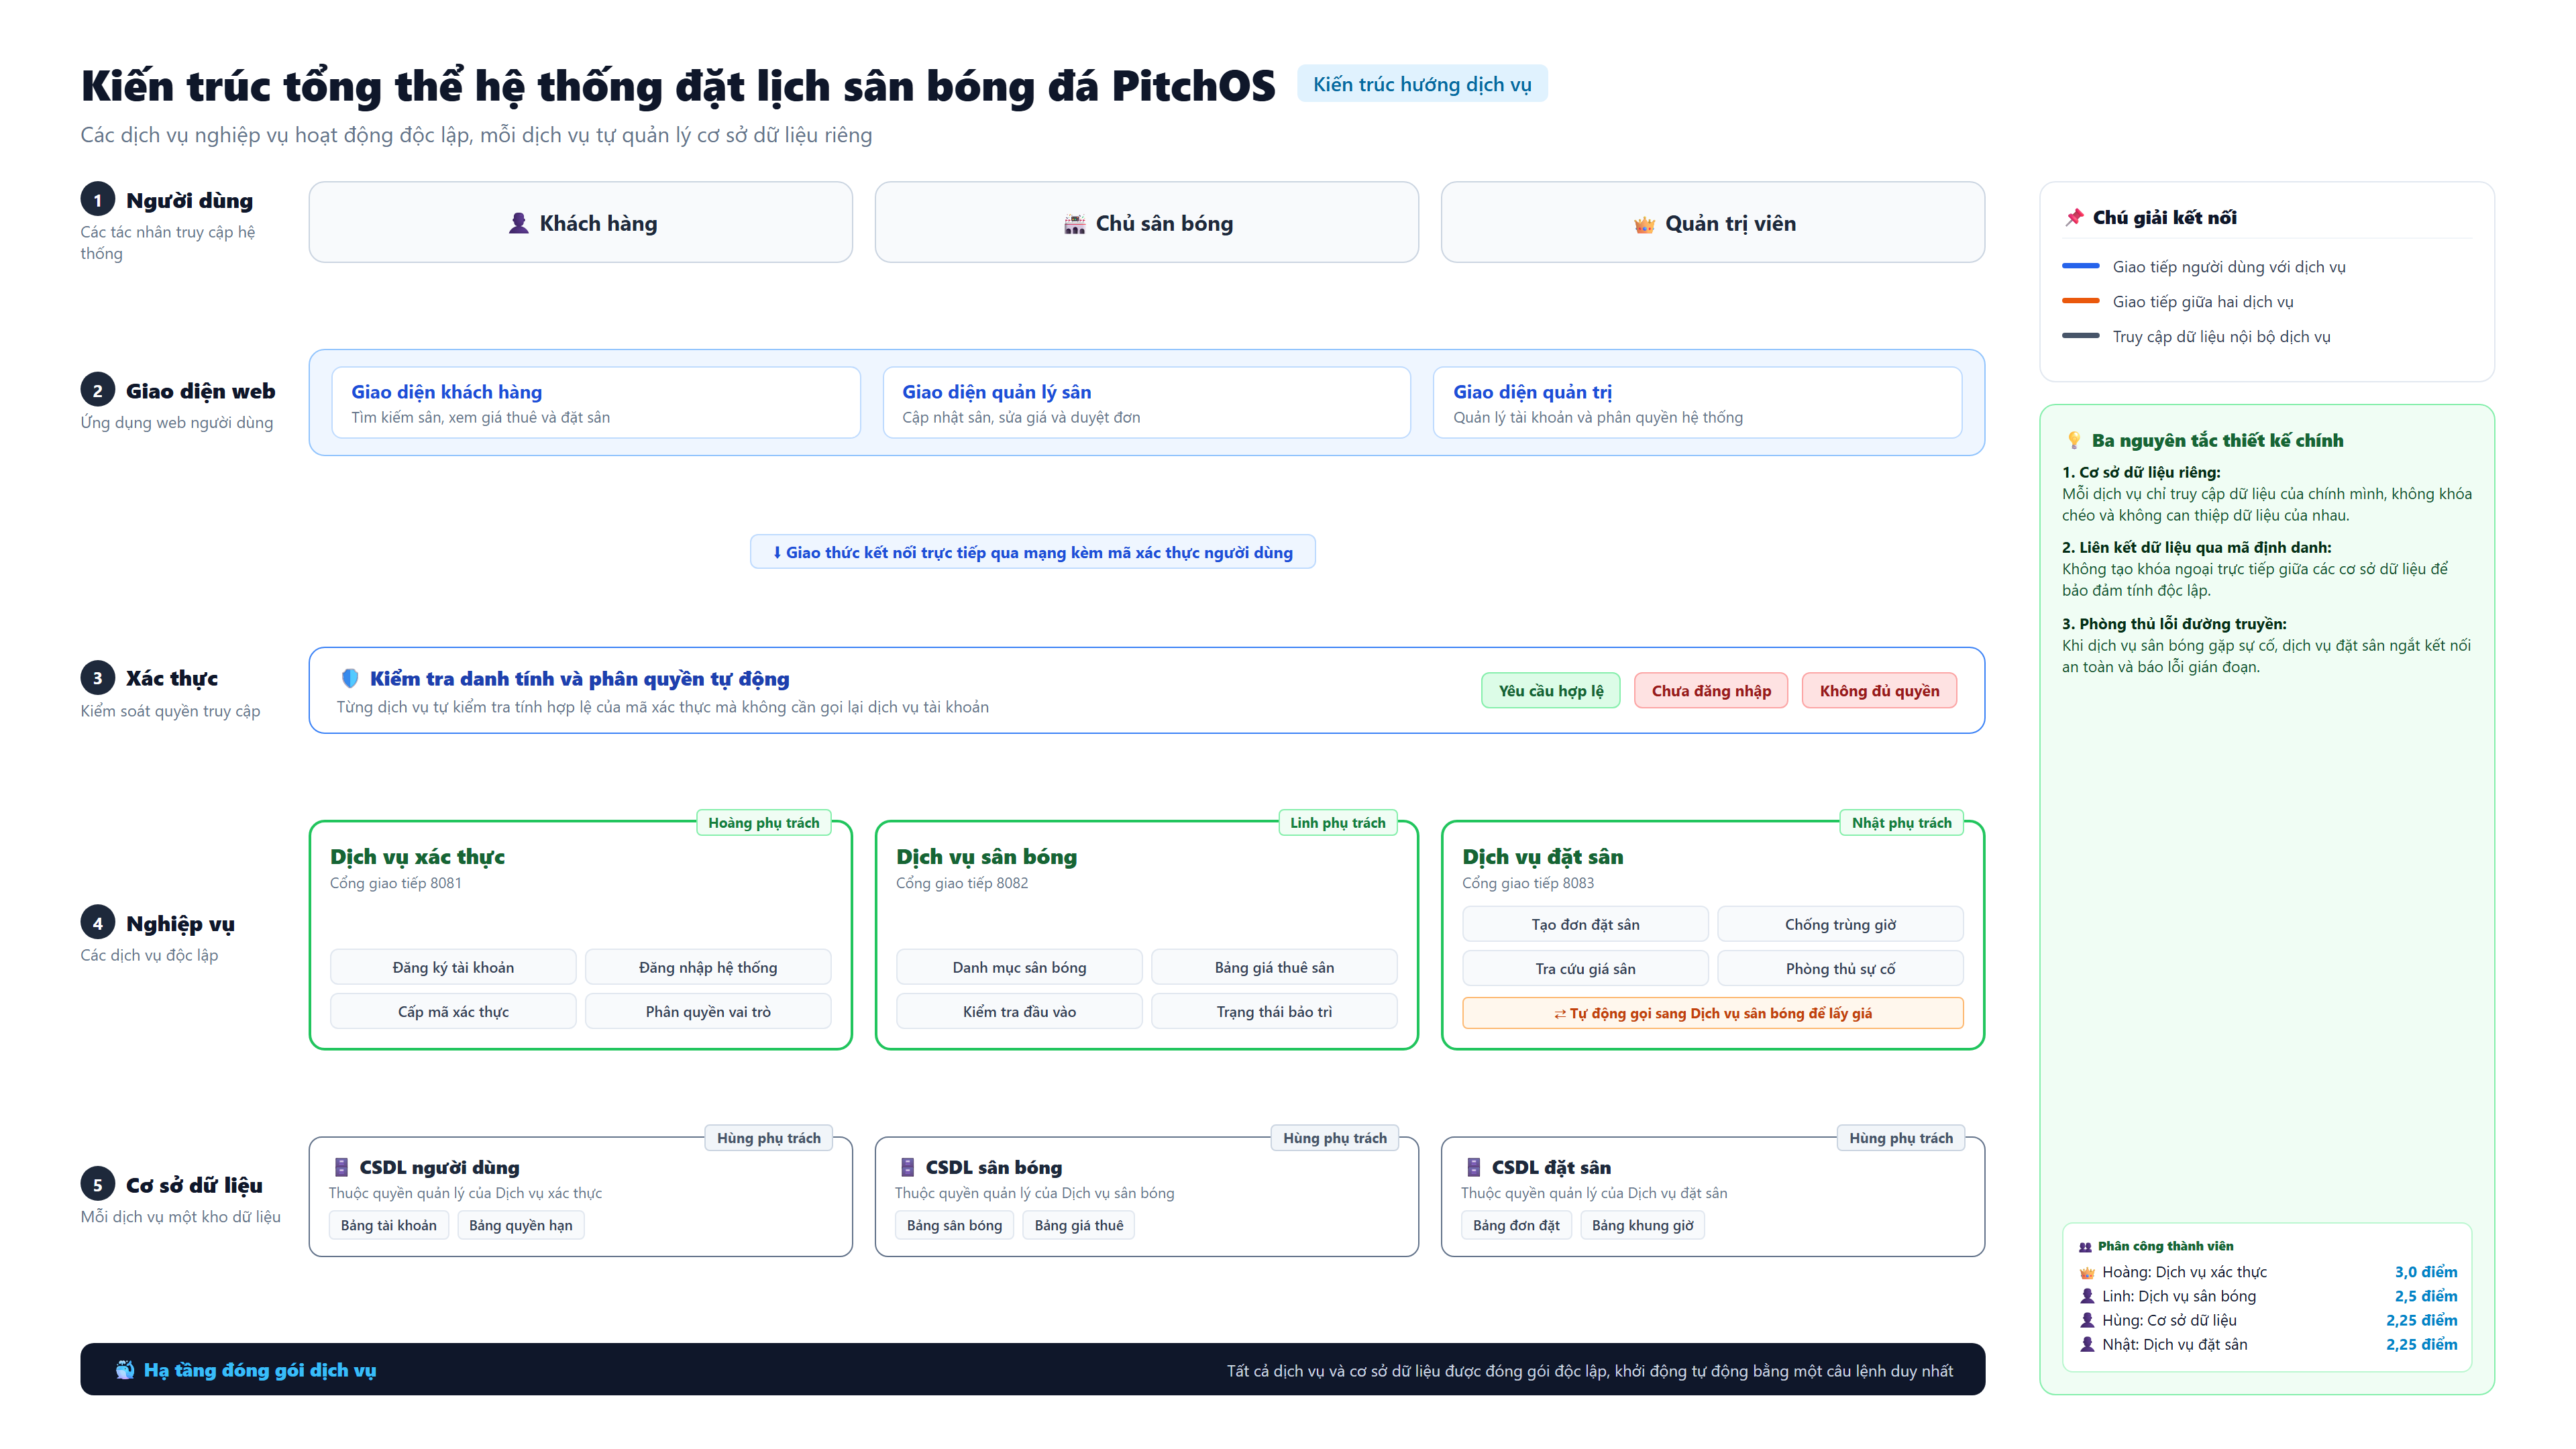 Kiến trúc tổng thể hệ thống đặt lịch sân bóng đá PitchOS
Kiến trúc hướng dịch vụ
Các dịch vụ nghiệp vụ hoạt động độc lập, mỗi dịch vụ tự quản lý cơ sở dữ liệu riêng
1 Người dùng
Các tác nhân truy cập hệ
thống
Khách hàng
Chủ sân bóng
Quản trị viên
2 Giao diện web
Ứng dụng web người dùng
Giao diện khách hàng
Tìm kiếm sân, xem giá thuê và đặt sân
Giao diện quản lý sân
Cập nhật sân, sửa giá và duyệt đơn
Giao diện quản trị
Quản lý tài khoản và phân quyền hệ thống
⬇ Giao thức kết nối trực tiếp qua mạng kèm mã xác thực người dùng
3 Xác thực
Kiểm soát quyền truy cập
Kiểm tra danh tính và phân quyền tự động
Từng dịch vụ tự kiểm tra tính hợp lệ của mã xác thực mà không cần gọi lại dịch vụ tài khoản
Yêu cầu hợp lệ
Chưa đăng nhập
Không đủ quyền
4 Nghiệp vụ
Các dịch vụ độc lập
Hoàng phụ trách
Dịch vụ xác thực
Cổng giao tiếp 8081
Đăng ký tài khoản
Đăng nhập hệ thống
Cấp mã xác thực
Phân quyền vai trò
Linh phụ trách
Dịch vụ sân bóng
Cổng giao tiếp 8082
Danh mục sân bóng
Bảng giá thuê sân
Kiểm tra đầu vào
Trạng thái bảo trì
Nhật phụ trách
Dịch vụ đặt sân
Cổng giao tiếp 8083
Tạo đơn đặt sân
Chống trùng giờ
Tra cứu giá sân
Phòng thủ sự cố
⇄ Tự động gọi sang Dịch vụ sân bóng để lấy giá
5 Cơ sở dữ liệu
Mỗi dịch vụ một kho dữ liệu
Hùng phụ trách
CSDL người dùng
Thuộc quyền quản lý của Dịch vụ xác thực
Bảng tài khoản
Bảng quyền hạn
Hùng phụ trách
CSDL sân bóng
Thuộc quyền quản lý của Dịch vụ sân bóng
Bảng sân bóng
Bảng giá thuê
Hùng phụ trách
CSDL đặt sân
Thuộc quyền quản lý của Dịch vụ đặt sân
Bảng đơn đặt
Bảng khung giờ
Hạ tầng đóng gói dịch vụ
Tất cả dịch vụ và cơ sở dữ liệu được đóng gói độc lập, khởi động tự động bằng một câu lệnh duy nhất
Chú giải kết nối
Giao tiếp người dùng với dịch vụ
Giao tiếp giữa hai dịch vụ
Truy cập dữ liệu nội bộ dịch vụ
Ba nguyên tắc thiết kế chính
1. Cơ sở dữ liệu riêng:
Mỗi dịch vụ chỉ truy cập dữ liệu của chính mình, không khóa
chéo và không can thiệp dữ liệu của nhau.
2. Liên kết dữ liệu qua mã định danh:
Không tạo khóa ngoại trực tiếp giữa các cơ sở dữ liệu để
bảo đảm tính độc lập.
3. Phòng thủ lỗi đường truyền:
Khi dịch vụ sân bóng gặp sự cố, dịch vụ đặt sân ngắt kết nối
an toàn và báo lỗi gián đoạn.
Phân công thành viên
Hoàng: Dịch vụ xác thực 3,0 điểm
Linh: Dịch vụ sân bóng 2,5 điểm
Hùng: Cơ sở dữ liệu 2,25 điểm
Nhật: Dịch vụ đặt sân 2,25 điểm